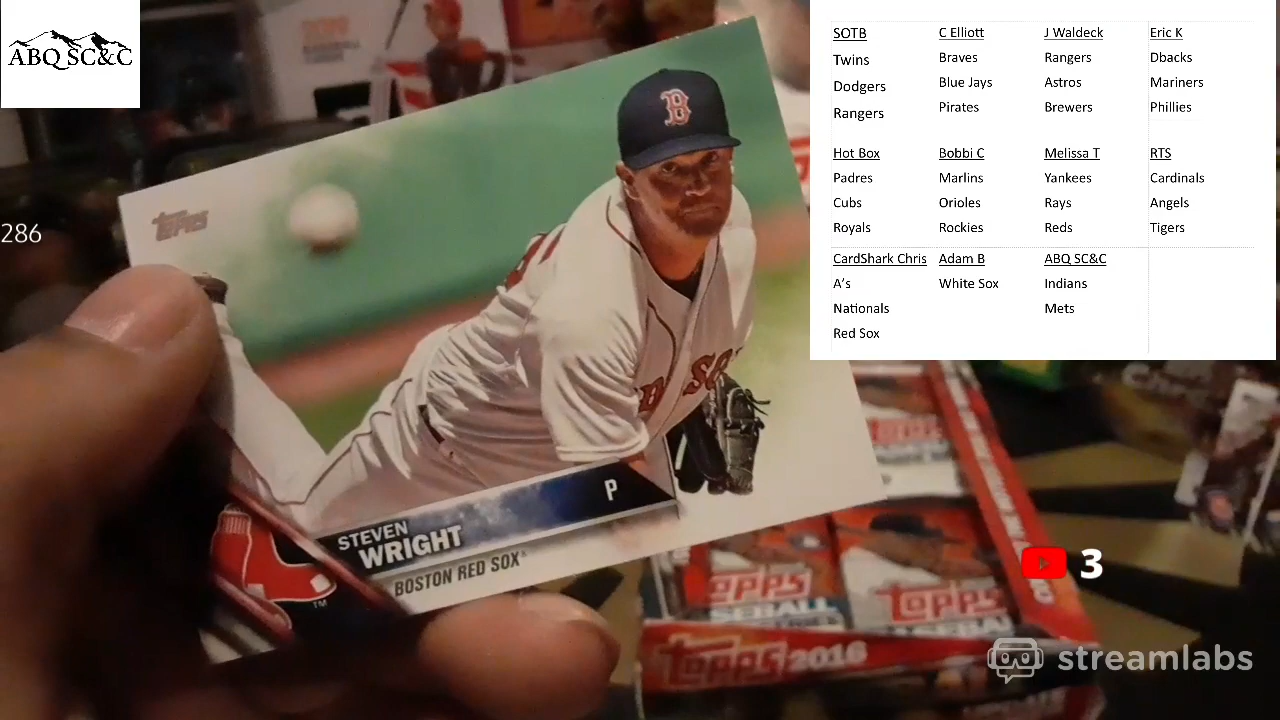 ABQ SC&C
286
SOTB
Twins
Dodgers
Rangers
C Elliott
Braves
Blue Jays
Pirates
J Waldeck
Rangers
Astros
Brewers
Eric K
Dbacks
Mariners
Phillies
Hot Box
Padres
Cubs
Royals
Bobbi C
Marlins
Orioles
Rockies
Melissa T
Yankees
Rays
Reds
RTS
Cardinals
Angels
Tigers
CardShark Chris
A's
Nationals
Red Sox
Adam B
White Sox
ABQ SC&C
Indians
Mets
Topps
B
P
STEVEN
WRIGHT
BOSTON RED SOX
TM
3
Topps
Topps
Topps 2016
streamlabs